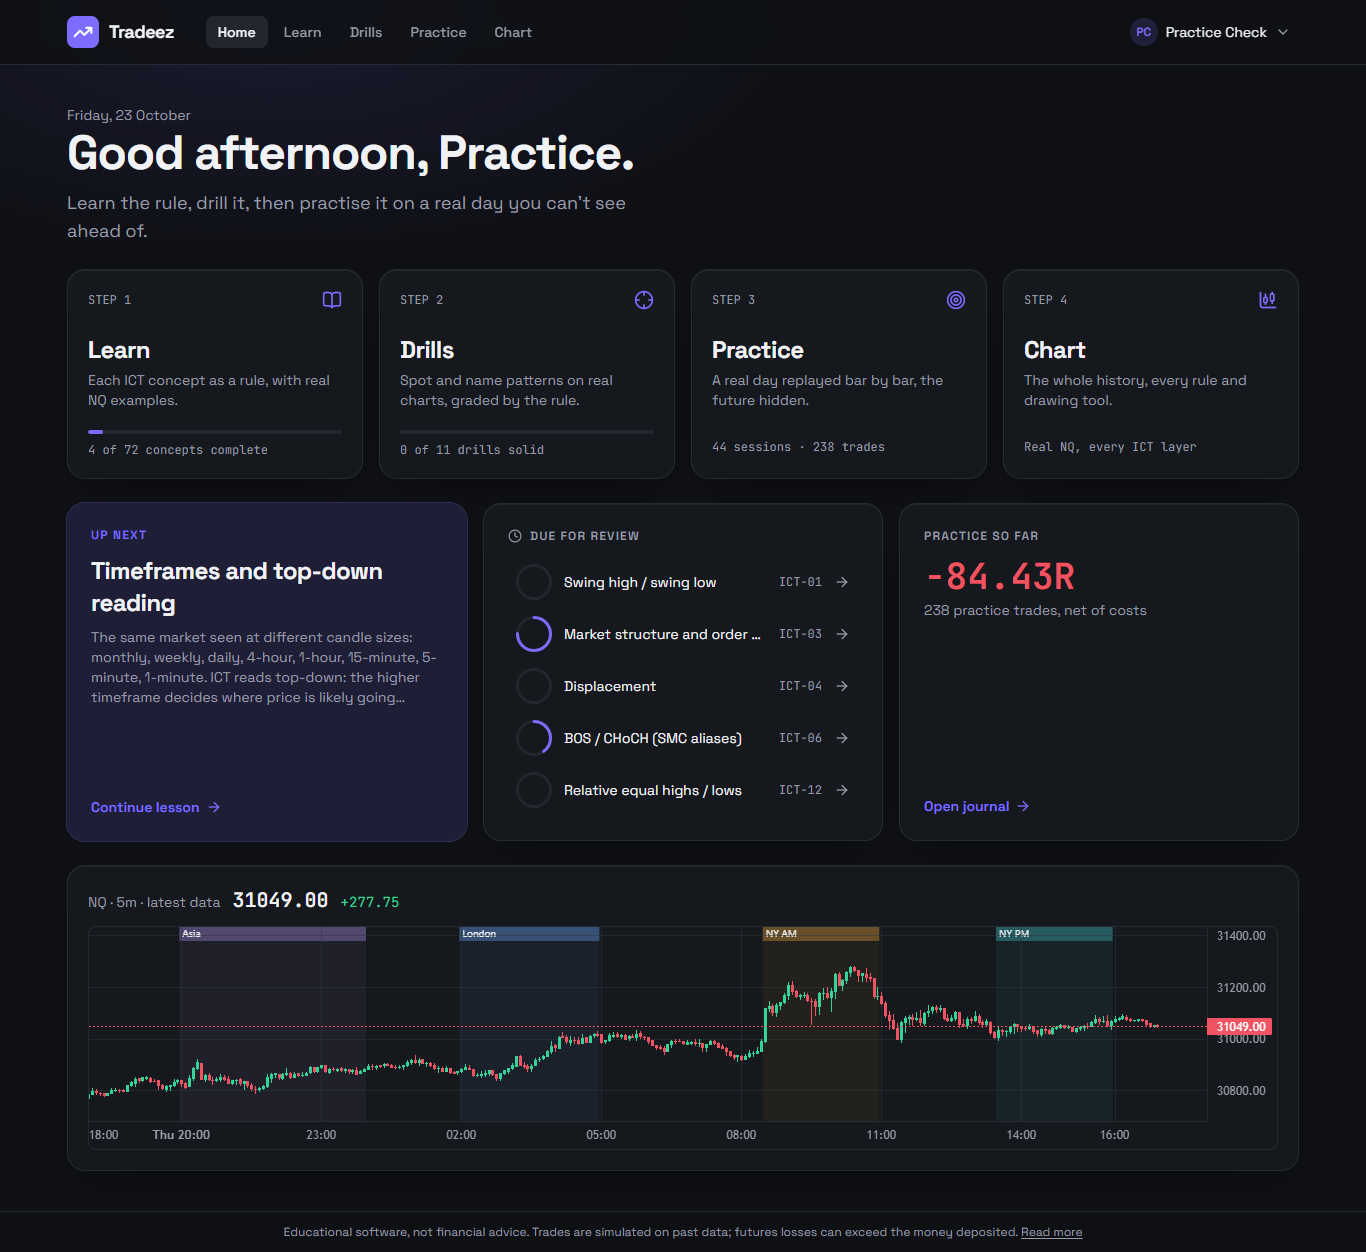 Tradeez
Home
Learn
Drills
Practice
Chart
PC
Practice Check
Friday, 23 October
Good afternoon, Practice.
Learn the rule, drill it, then practise it on a real day you can't see
ahead of.
STEP 1
Learn
Each ICT concept as a rule, with real
NQ examples.
4 of 72 concepts complete
STEP 2
Drills
Spot and name patterns on real
charts, graded by the rule.
0 of 11 drills solid
STEP 3
Practice
A real day replayed bar by bar, the
future hidden.
44 sessions · 238 trades
STEP 4
Chart
The whole history, every rule and
drawing tool.
Real NQ, every ICT layer
UP NEXT
Timeframes and top-down
reading
The same market seen at different candle sizes:
monthly, weekly, daily, 4-hour, 1-hour, 15-minute, 5-
minute, 1-minute. ICT reads top-down: the higher
timeframe decides where price is likely going...
Continue lesson
DUE FOR REVIEW
Swing high / swing low ICT-01
Market structure and order ... ICT-03
Displacement ICT-04
BOS / CHoCH (SMC aliases) ICT-06
Relative equal highs / lows ICT-12
PRACTICE SO FAR
-84.43R
238 practice trades, net of costs
Open journal
NQ · 5m · latest data 31049.00 +277.75
Asia
London
NY AM
NY PM
31400.00
31200.00
31049.00
31000.00
30800.00
18:00
Thu 20:00
23:00
02:00
05:00
08:00
11:00
14:00
16:00
Educational software, not financial advice. Trades are simulated on past data; futures losses can exceed the money deposited. Read more